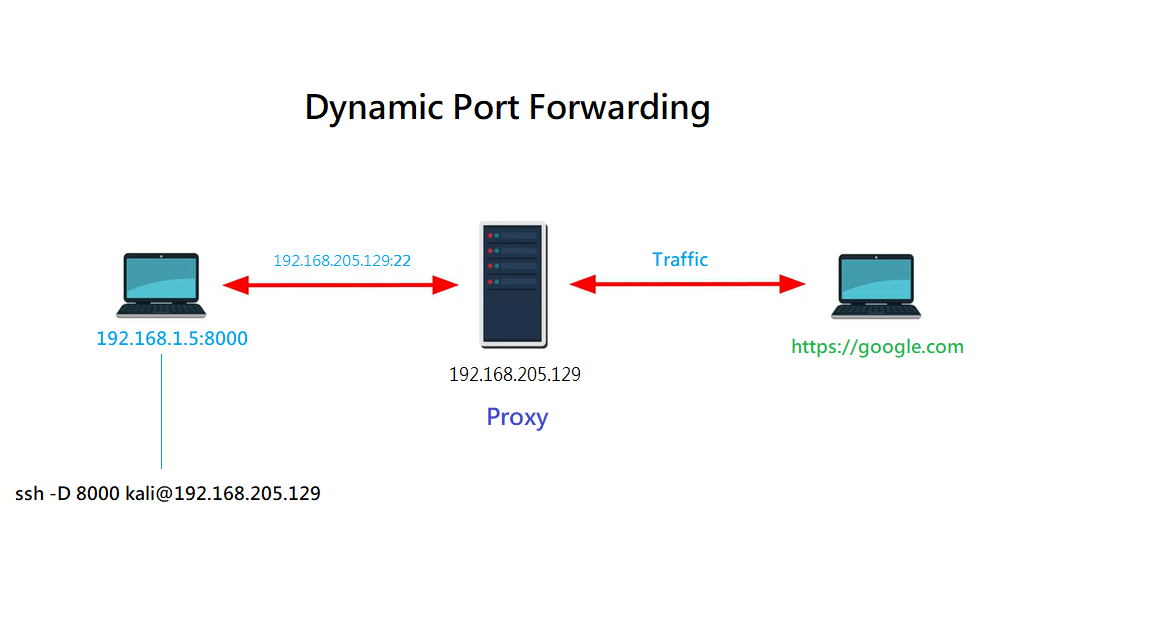 Dynamic Port Forwarding
192.168.205.129:22
Traffic
192.168.1.5:8000
https://google.com
192.168.205.129
Proxy
ssh -D 8000 kali@192.168.205.129